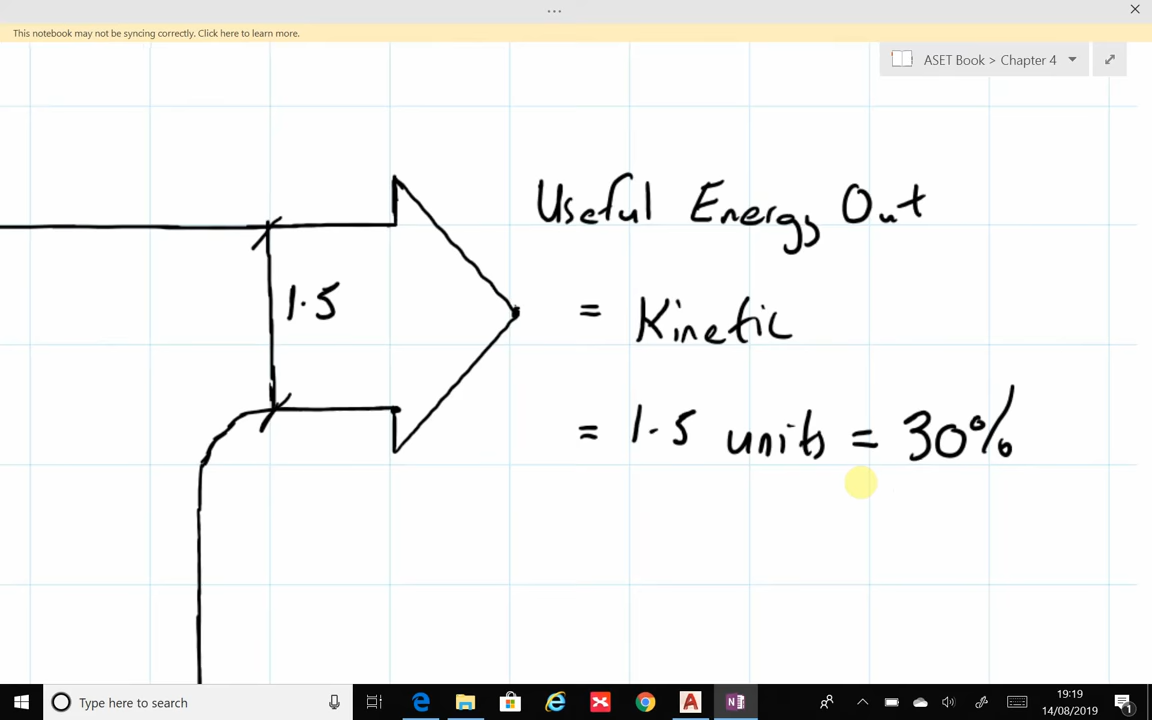 This notebook may not be syncing correctly. Click here to learn more.
ASET Book > Chapter 4
Useful Energy Out
1.5
= Kinetic
= 1.5 units = 30%
Type here to search
19:19
14/08/2019
1